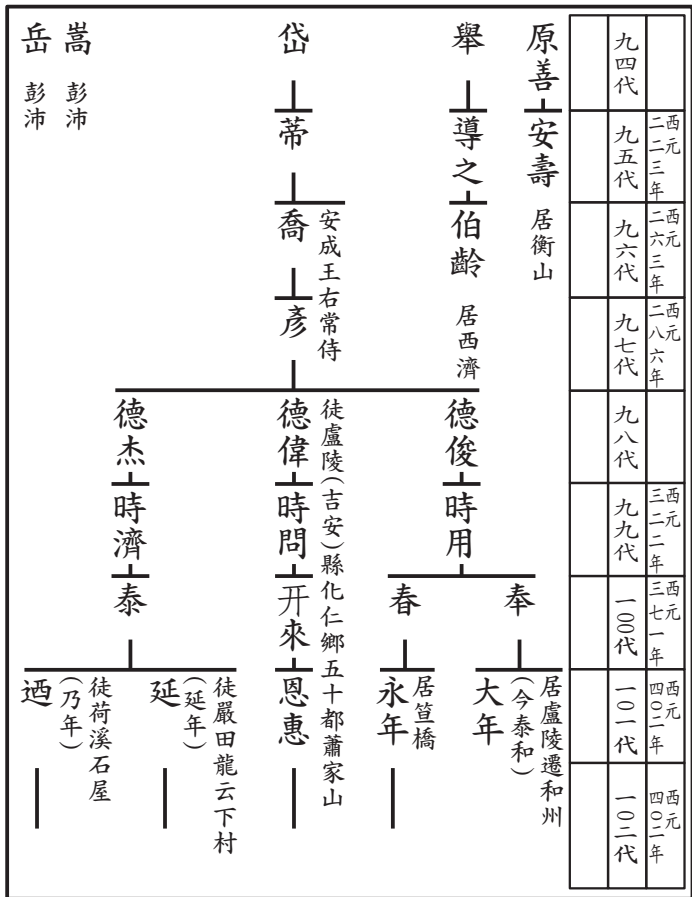 西元二二三年
西元二六三年
西元二八六年
西元三二二年
西元三七一年
西元四〇二年
西元四〇二年
九四代
九五代
九六代
九七代
九八代
九九代
一〇〇代
一〇一代
一〇二代
原善
安壽
居衡山
舉
導之
伯齡
居西濟
岱
蒂
喬
安成王右常侍
彥
嵩 彭沛
岳 彭沛
德俊
時用
奉
大年
居盧陵遷和州
(今泰和)
春
永年
居笪橋
德偉
徒盧陵(吉安)縣化仁鄉五十都蕭家山
時問
开來
恩惠
德杰
時濟
泰
延
(延年)
徒嚴田龍云下村
迺
(乃年)
徒荷溪石屋